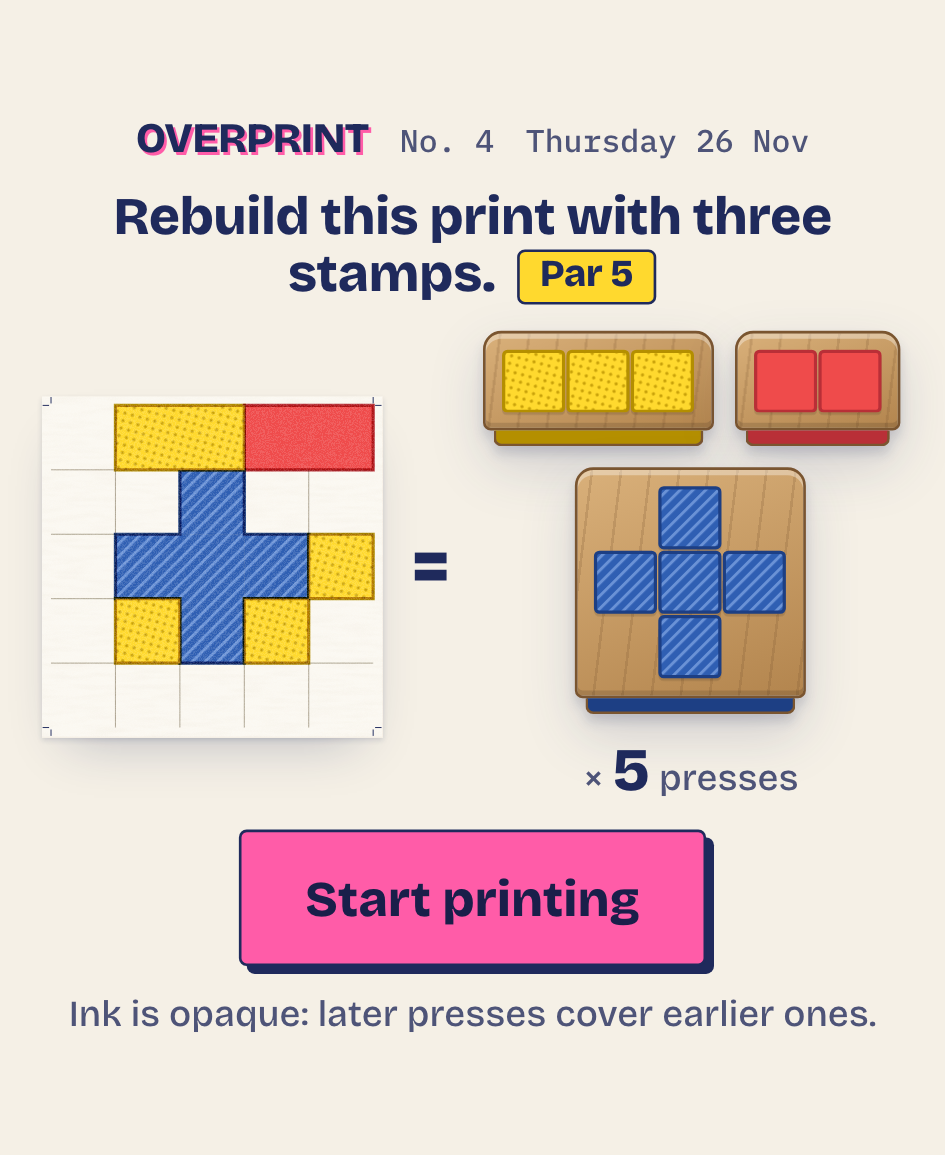 OVERPRINT No. 4 Thursday 26 Nov
Rebuild this print with three
stamps. Par 5
=
× 5 presses
Start printing
Ink is opaque: later presses cover earlier ones.